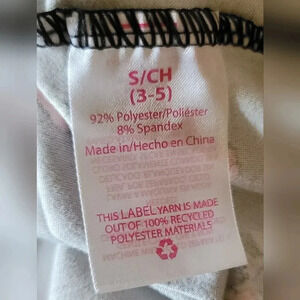 S/CH
(3-5)
92% Polyester/Poliéster
8% Spandex
Made in/Hecho en China
THIS LABEL YARN IS MADE
OUT OF 100% RECYCLED
POLYESTER MATERIALS